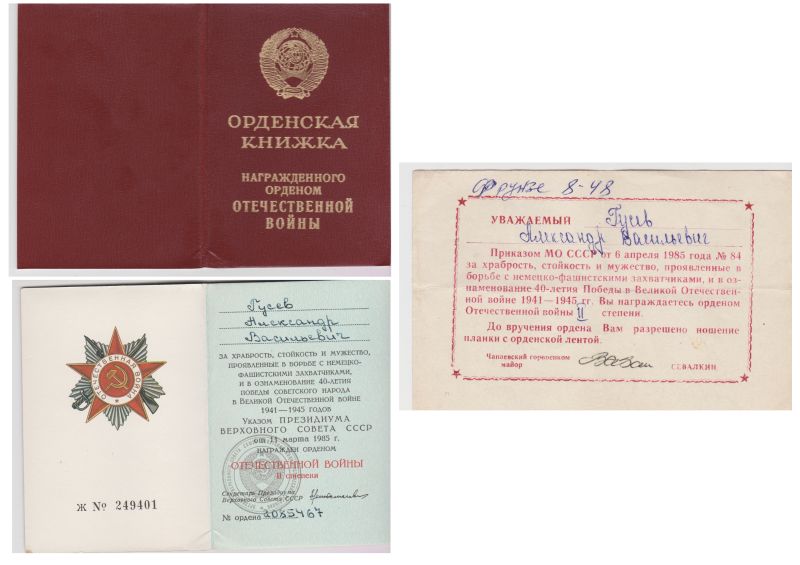 ОРДЕНСКАЯ
КНИЖКА
НАГРАЖДЕННОГО
ОРДЕНОМ
ОТЕЧЕСТВЕННОЙ
ВОЙНЫ
ОТЕЧЕСТВЕННАЯ ВОЙНА
Ж № 249401
Гусев
Александр
Васильевич
ЗА ХРАБРОСТЬ, СТОЙКОСТЬ И МУЖЕСТВО,
ПРОЯВЛЕННЫЕ В БОРЬБЕ С НЕМЕЦКО-
ФАШИСТСКИМИ ЗАХВАТЧИКАМИ,
И В ОЗНАМЕНОВАНИЕ 40-ЛЕТИЯ
ПОБЕДЫ СОВЕТСКОГО НАРОДА
В ВЕЛИКОЙ ОТЕЧЕСТВЕННОЙ ВОЙНЕ
1941—1945 ГОДОВ
Указом ПРЕЗИДИУМА
ВЕРХОВНОГО СОВЕТА СССР
от 11 марта 1985 г.
НАГРАЖДЕН ОРДЕНОМ
ОТЕЧЕСТВЕННОЙ ВОЙНЫ
II степени
Секретарь Президиума
Верховного Совета СССР
№ ордена 2085467
Фрунзе 8-48
УВАЖАЕМЫЙ Гусев
Александр Васильевич
Приказом МО СССР от 6 апреля 1985 года № 84
за храбрость, стойкость и мужество, проявленные в
борьбе с немецко-фашистскими захватчиками, и в оз-
наменование 40-летия Победы в Великой Отечествен-
ной войне 1941—1945 гг. Вы награждаетесь орденом
Отечественной войны II степени.
До вручения ордена Вам разрешено ношение
планки с орденской лентой.
Чапаевский горвоенком
майор СЕВАЛКИН